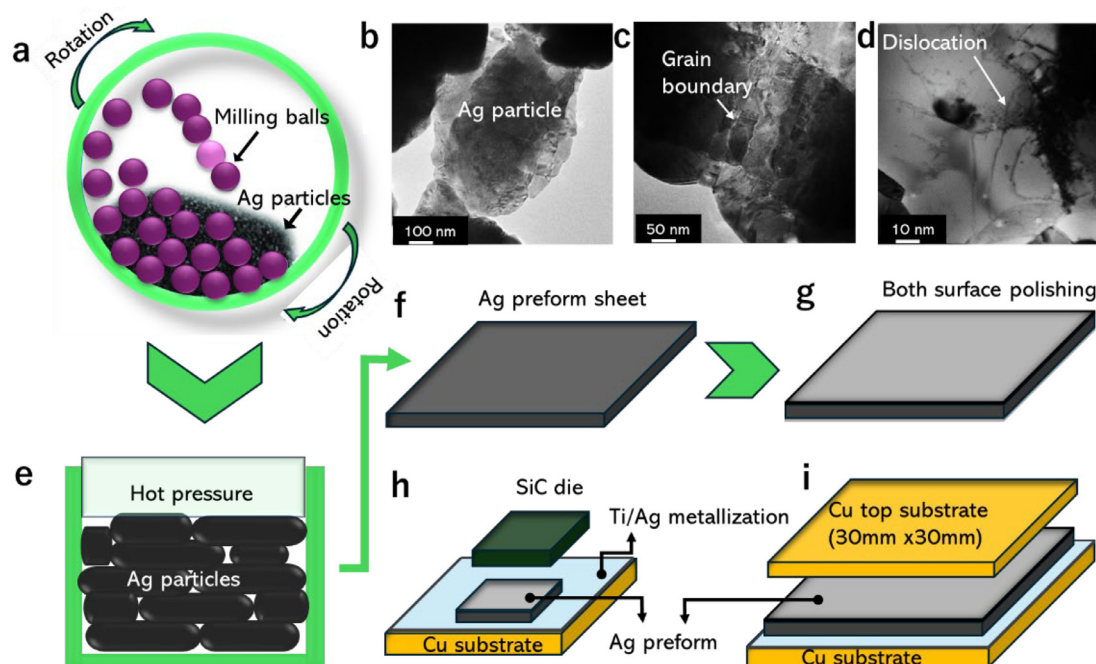 a
Rotation
Milling balls
Ag particles
Rotation
b
Ag particle
100 nm
c
Grain
boundary
50 nm
d
Dislocation
10 nm
e
Hot pressure
Ag particles
f
Ag preform sheet
g
Both surface polishing
h
SiC die
Ti/Ag metallization
Cu substrate
Ag preform
i
Cu top substrate
(30mm x30mm)
Cu substrate